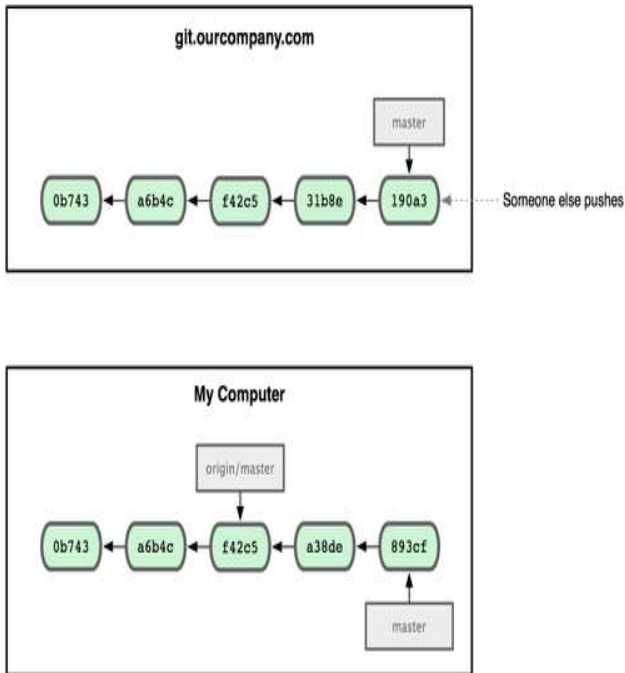 git.ourcompany.com
master
0b743 a6b4c f42c5 31b8e 190a3 Someone else pushes
My Computer
origin/master
0b743 a6b4c f42c5 a38de 893cf
master